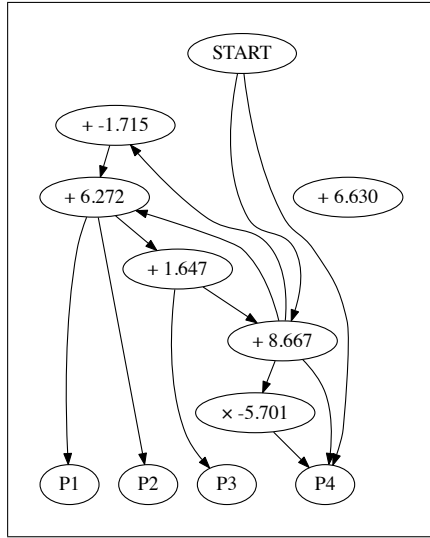 START
+ -1.715
+ 6.272
+ 6.630
+ 1.647
+ 8.667
× -5.701
P1
P2
P3
P4